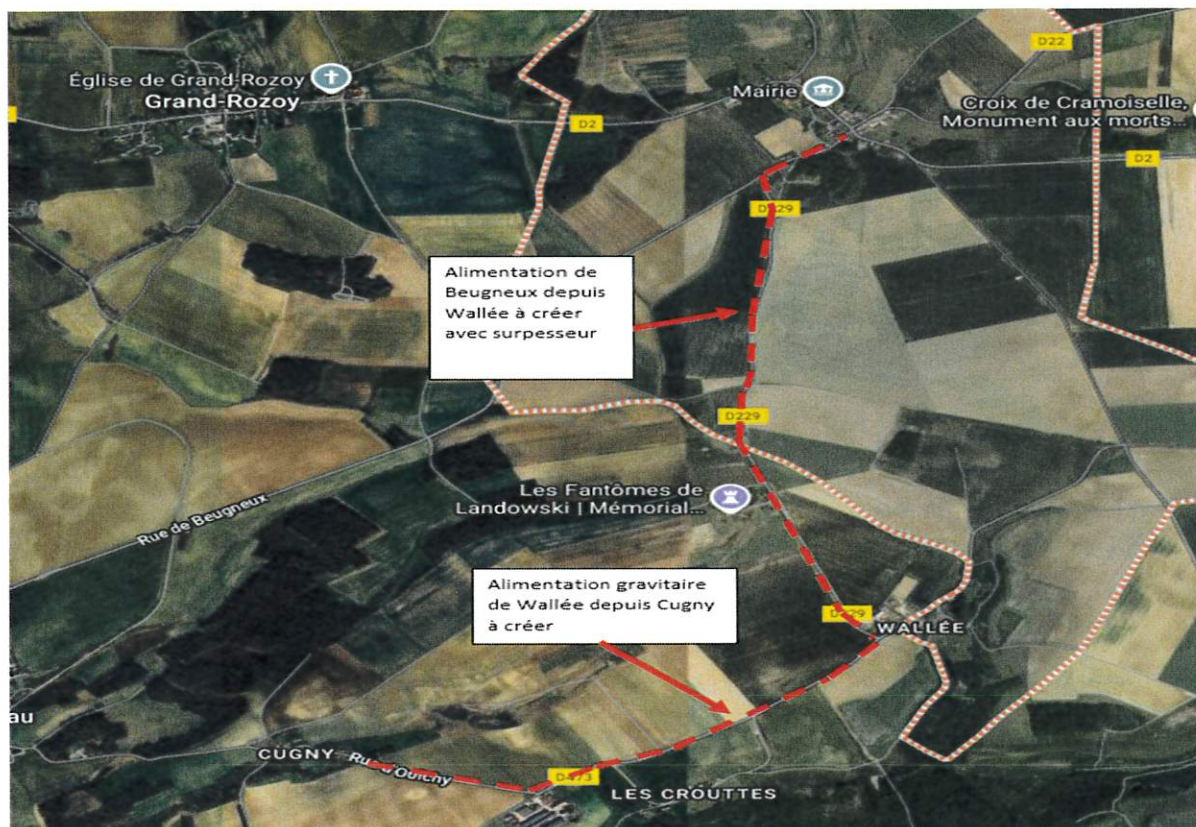 D22
Église de Grand-Rozoy
Grand-Rozoy
Mairie
Croix de Cramoiselle,
Monument aux morts...
D2
D2
D229
Alimentation de
Beugneux depuis
Wallée à créer
avec surpesseur
D229
Les Fantômes de
Landowski | Mémorial...
Rue de Beugneux
Alimentation gravitaire
de Wallée depuis Cugny
à créer
D229
WALLÉE
au
CUGNY
Rue d'Oulchy
D473
LES CROUTTES